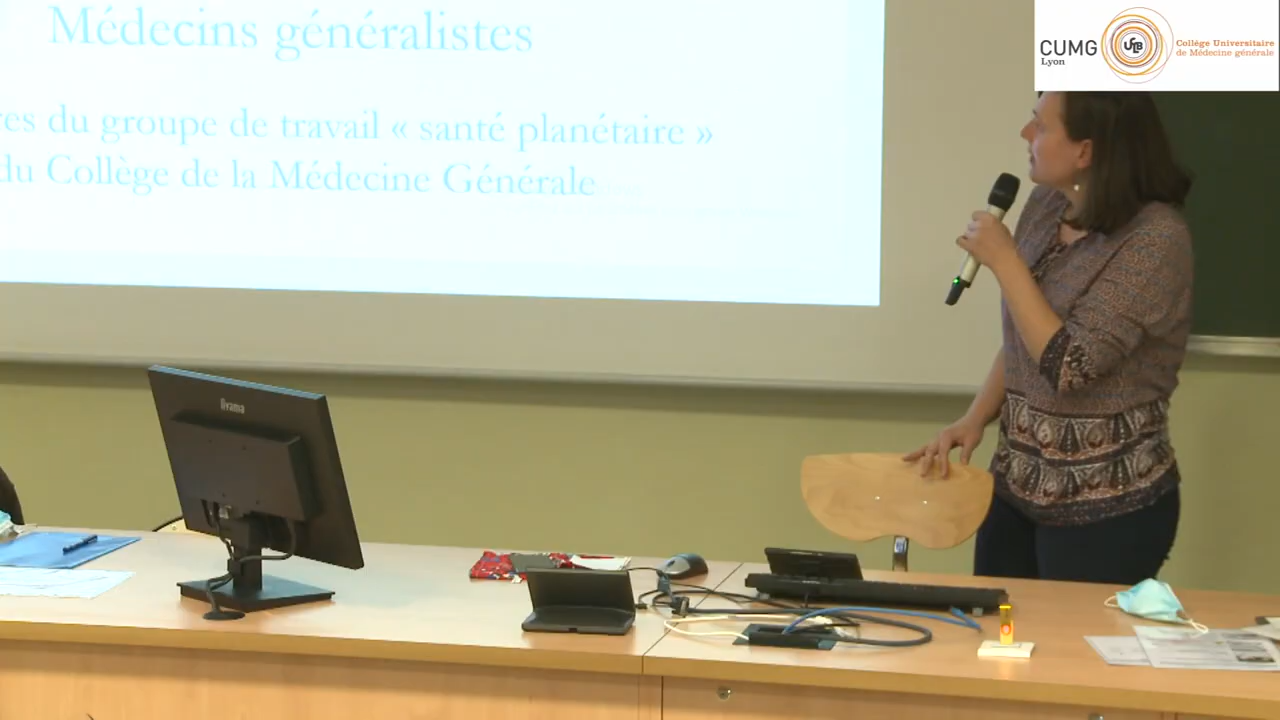 Médecins généralistes
res du groupe de travail « santé planétaire »
du Collège de la Médecine Générale
CUMG
Lyon
Collège Universitaire
de Médecine générale
iiyama